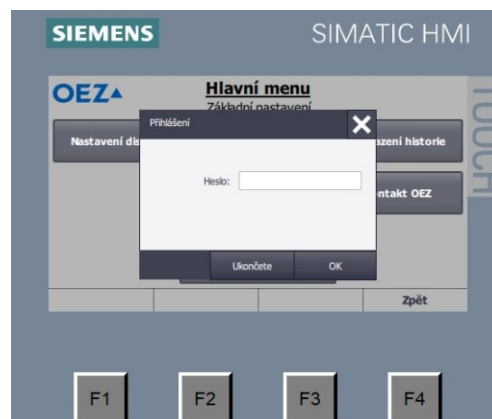 SIEMENS
SIMATIC HMI
TOUCH
OEZ
Hlavní menu
Základní nastavení
Přihlášení
Nastavení dis
azení historie
Heslo:
ntakt OEZ
Ukončete
OK
Zpět
F1
F2
F3
F4